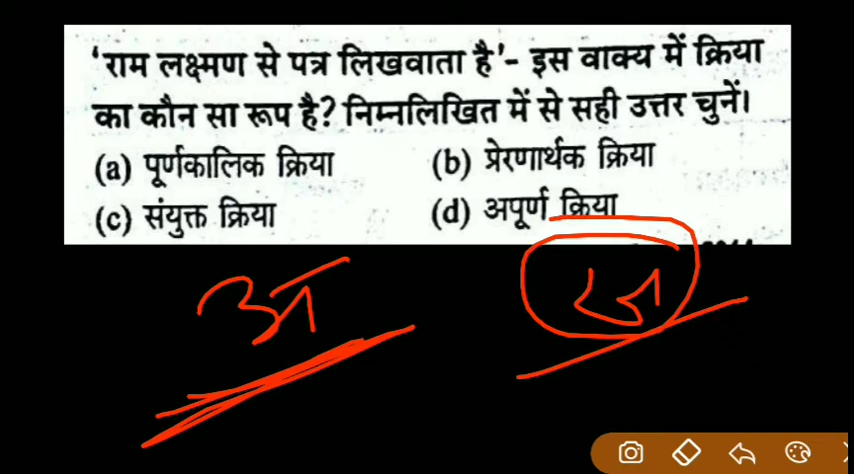 'राम लक्ष्मण से पत्र लिखवाता है'- इस वाक्य में क्रिया
का कौन सा रूप है? निम्नलिखित में से सही उत्तर चुनें।
(a) पूर्णकालिक क्रिया (b) प्रेरणार्थक क्रिया
(c) संयुक्त क्रिया (d) अपूर्ण क्रिया
अ